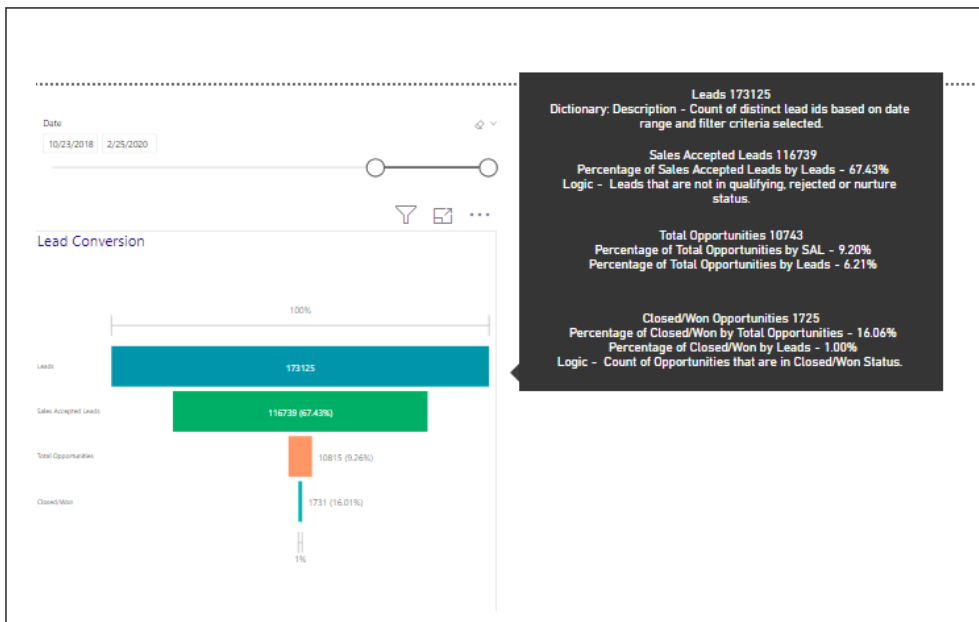 Date
10/23/2018 2/25/2020
Lead Conversion
100%
Leads 173125
Sales Accepted Leads 116739 (67.43%)
Total Opportunities 10815 (9.26%)
Closed/Won 1731 (16.01%)
1%
Leads 173125
Dictionary: Description - Count of distinct lead ids based on date
range and filter criteria selected.
Sales Accepted Leads 116739
Percentage of Sales Accepted Leads by Leads - 67.43%
Logic - Leads that are not in qualifying, rejected or nurture
status.
Total Opportunities 10743
Percentage of Total Opportunities by SAL - 9.20%
Percentage of Total Opportunities by Leads - 6.21%
Closed/Won Opportunities 1725
Percentage of Closed/Won by Total Opportunities - 16.06%
Percentage of Closed/Won by Leads - 1.00%
Logic - Count of Opportunities that are in Closed/Won Status.